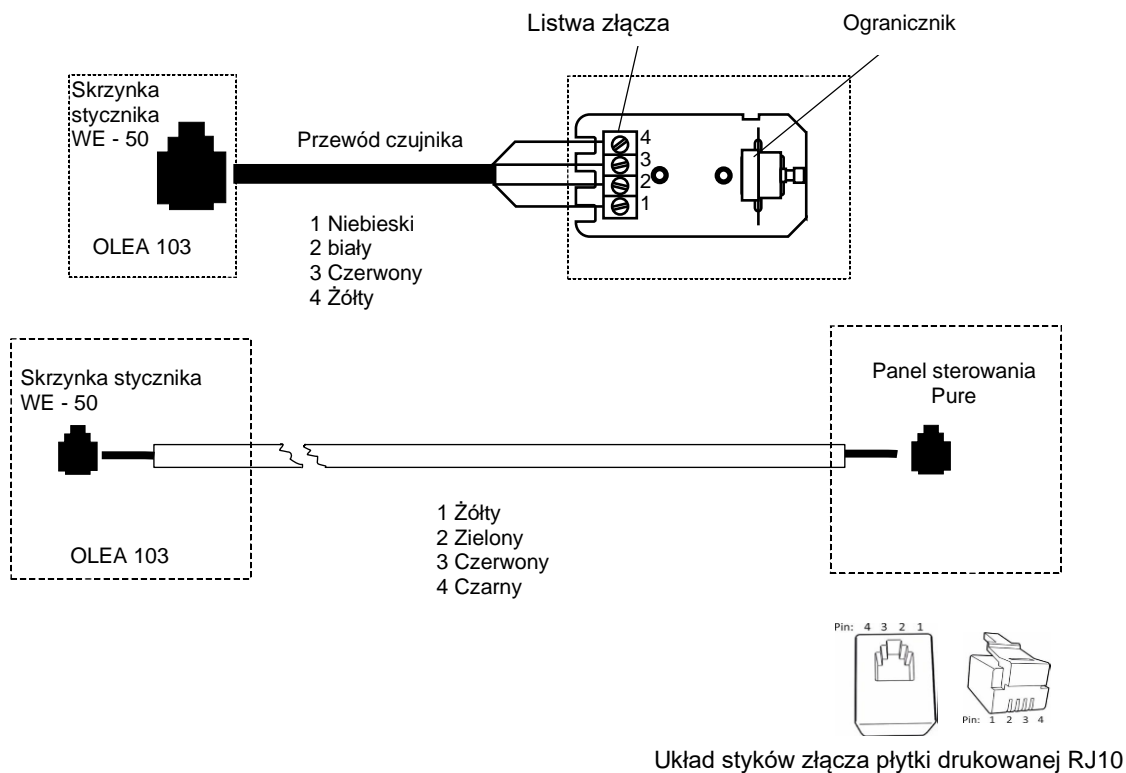 Listwa złącza
Ogranicznik
Skrzynka
stycznika
WE - 50
OLEA 103
Przewód czujnika
4
3
2
1
1 Niebieski
2 biały
3 Czerwony
4 Żółty
Skrzynka stycznika
WE - 50
OLEA 103
Panel sterowania
Pure
1 Żółty
2 Zielony
3 Czerwony
4 Czarny
Pin: 4 3 2 1
Pin: 1 2 3 4
Układ styków złącza płytki drukowanej RJ10